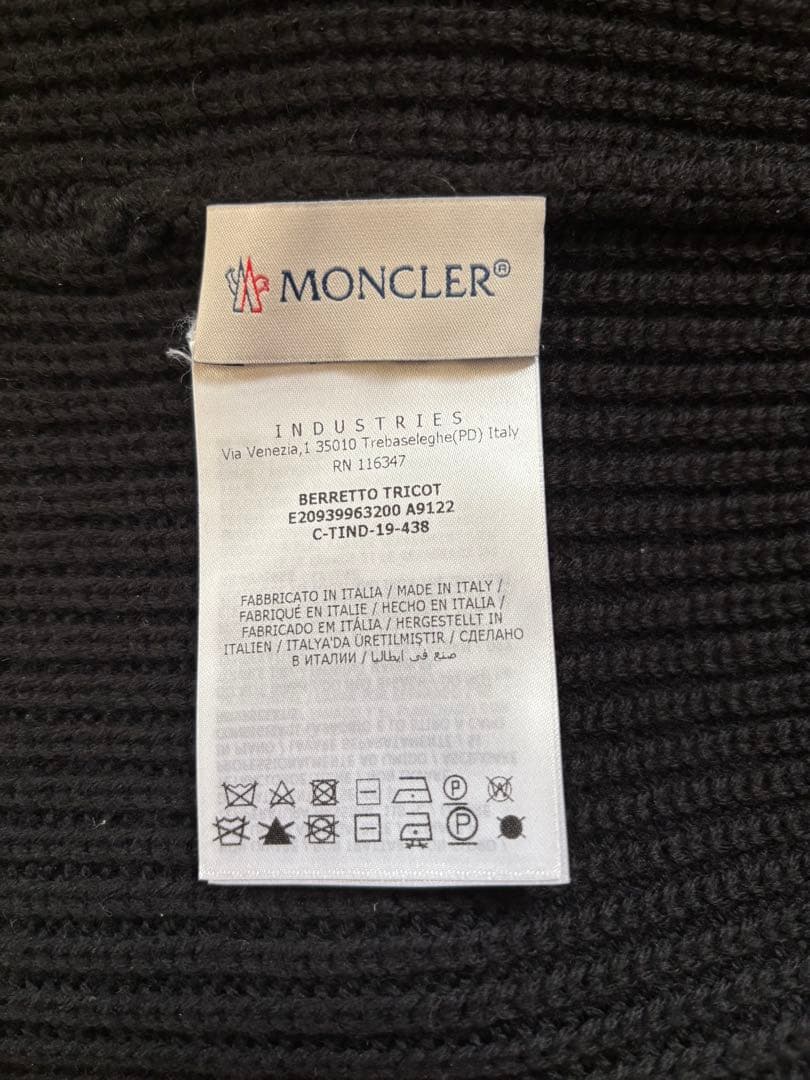 MONCLER®
INDUSTRIES
Via Venezia,1 35010 Trebaseleghe(PD) Italy
RN 116347
BERRETTO TRICOT
E20939963200 A9122
C-TIND-19-438
FABBRICATO IN ITALIA / MADE IN ITALY /
FABRIQUÉ EN ITALIE / HECHO EN ITALIA /
FABRICADO EM ITÁLIA / HERGESTELLT IN
ITALIEN / ITALYA'DA ÜRETILMIŞTIR / СДЕЛАНО
В ИТАЛИИ / صنع في ايطاليا
P W
P